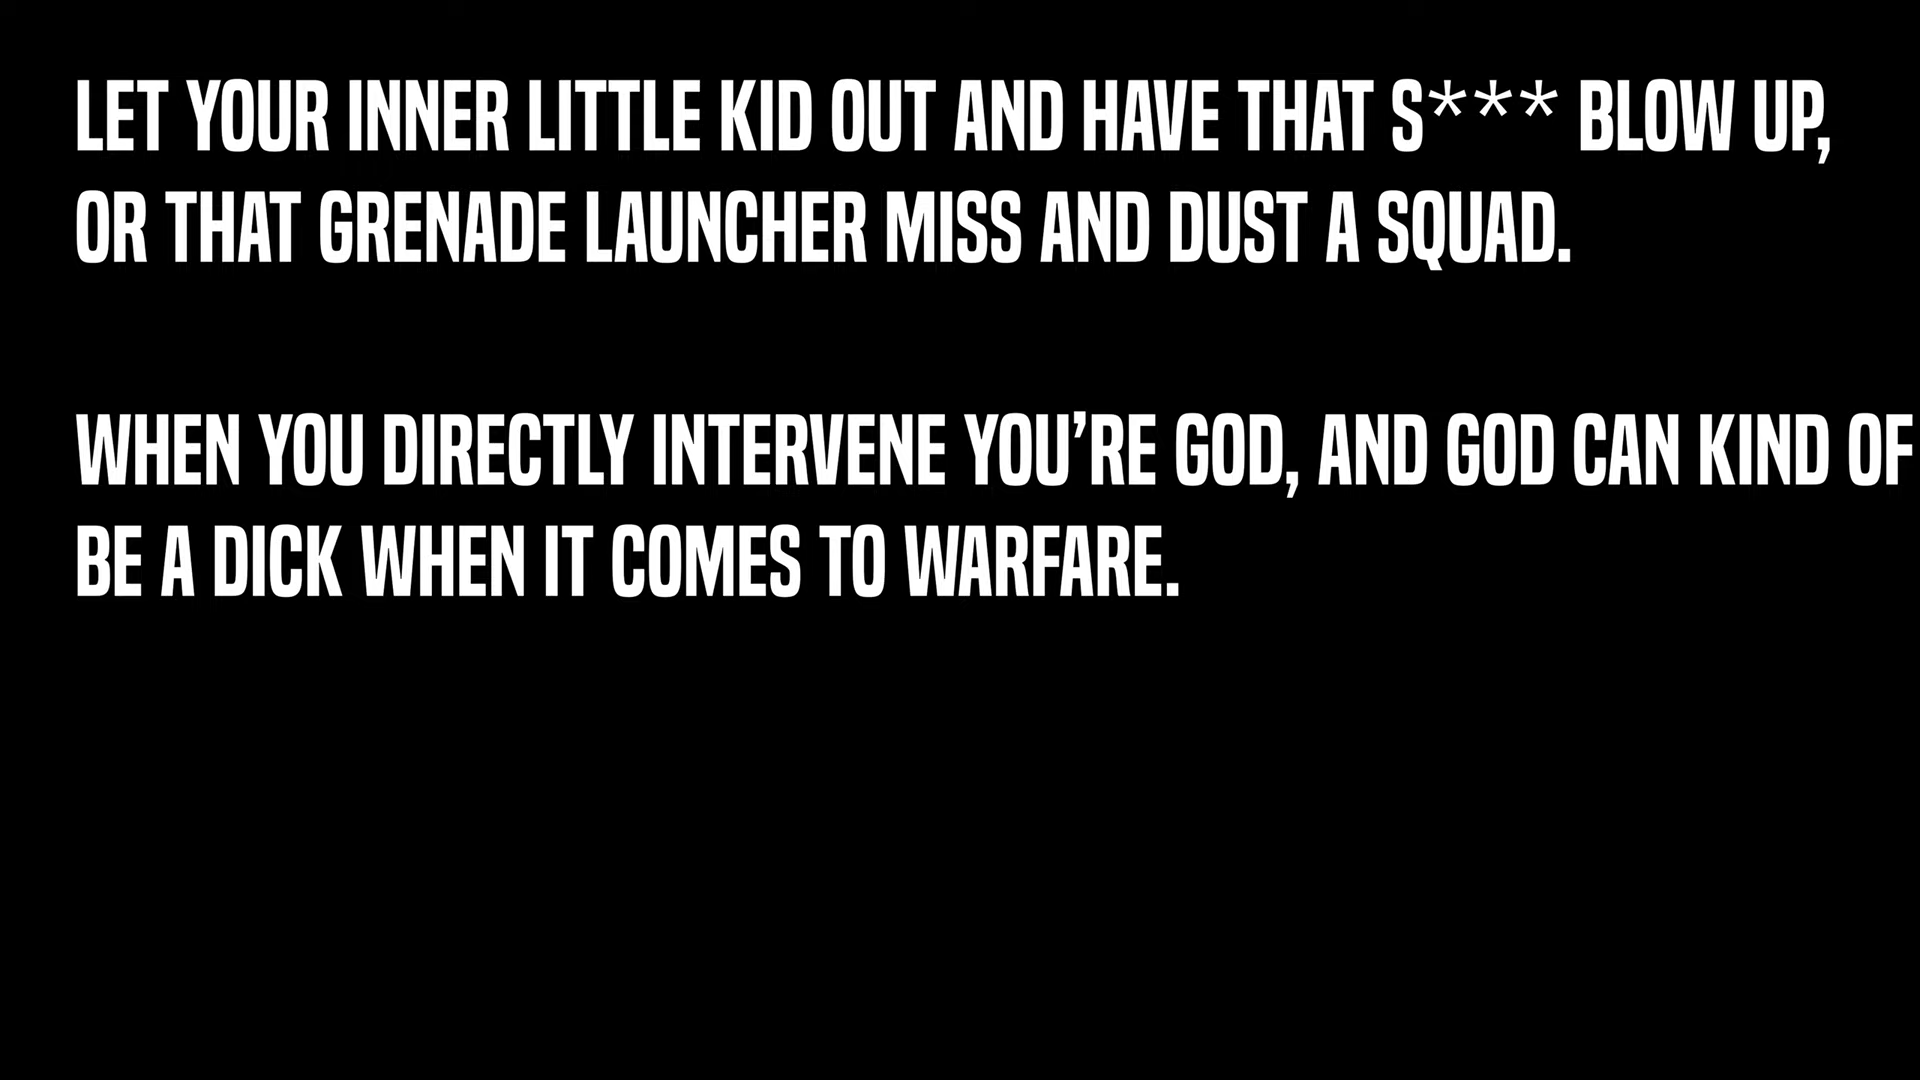 LET YOUR INNER LITTLE KID OUT AND HAVE THAT S*** BLOW UP,
OR THAT GRENADE LAUNCHER MISS AND DUST A SQUAD.
WHEN YOU DIRECTLY INTERVENE YOU'RE GOD, AND GOD CAN KIND OF
BE A DICK WHEN IT COMES TO WARFARE.